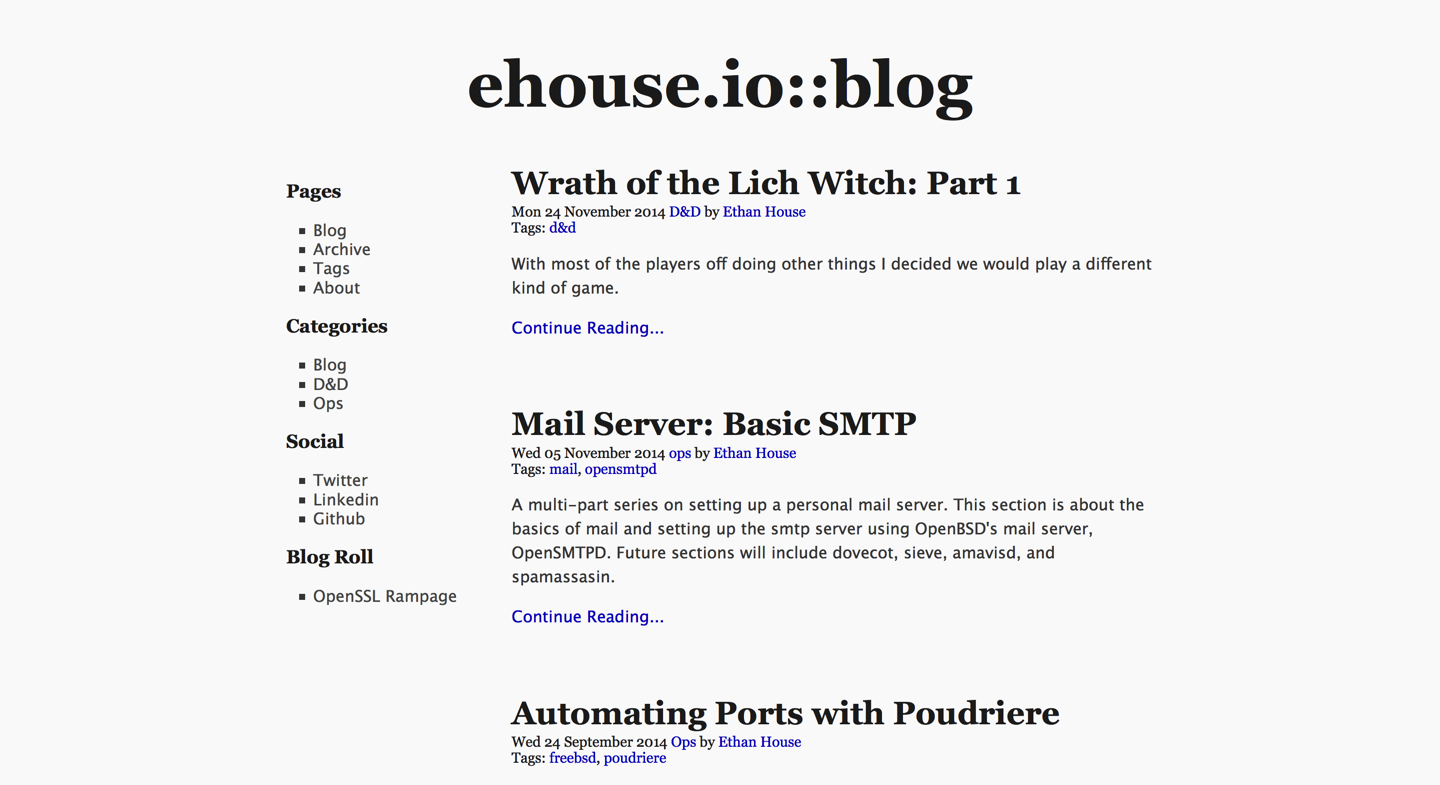 ehouse.io::blog
Pages
Blog
Archive
Tags
About
Categories
Blog
D&D
Ops
Social
Twitter
Linkedin
Github
Blog Roll
OpenSSL Rampage
Wrath of the Lich Witch: Part 1
Mon 24 November 2014 D&D by Ethan House
Tags: d&d
With most of the players off doing other things I decided we would play a different
kind of game.
Continue Reading...
Mail Server: Basic SMTP
Wed 05 November 2014 ops by Ethan House
Tags: mail, opensmtpd
A multi-part series on setting up a personal mail server. This section is about the
basics of mail and setting up the smtp server using OpenBSD's mail server,
OpenSMTPD. Future sections will include dovecot, sieve, amavisd, and
spamassasin.
Continue Reading...
Automating Ports with Poudriere
Wed 24 September 2014 Ops by Ethan House
Tags: freebsd, poudriere